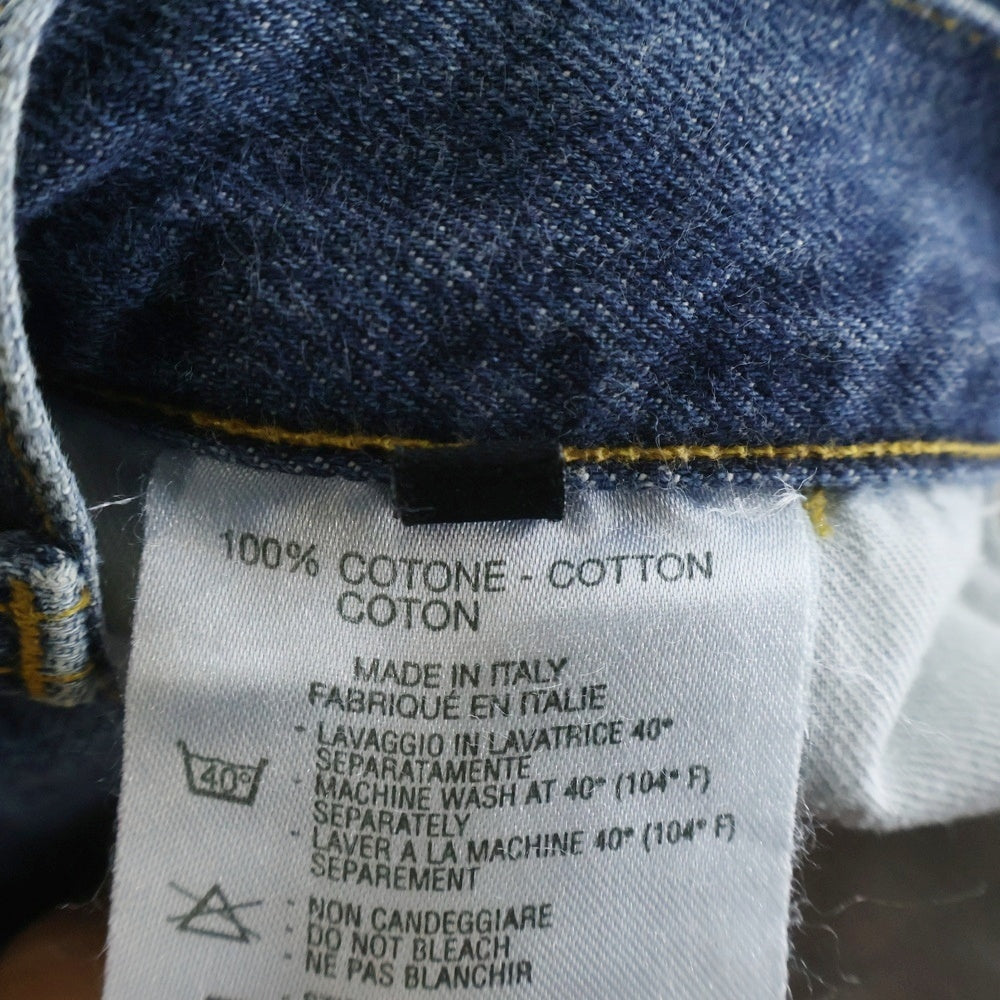 100% COTONE - COTTON
COTON
MADE IN ITALY
FABRIQUÉ EN ITALIE
- LAVAGGIO IN LAVATRICE 40°
SEPARATAMENTE
40°
- MACHINE WASH AT 40° (104° F)
SEPARATELY
- LAVER A LA MACHINE 40° (104° F)
SEPAREMENT
- NON CANDEGGIARE
- DO NOT BLEACH
- NE PAS BLANCHIR